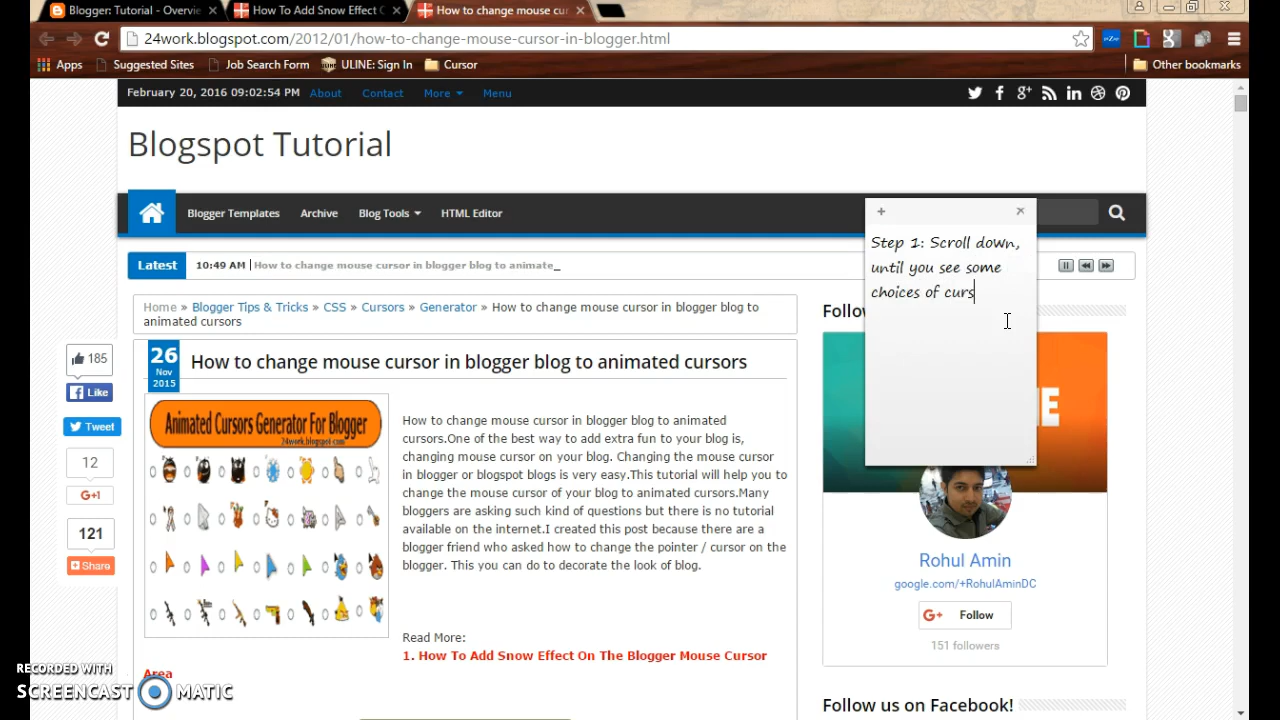 Blogger: Tutorial - Overvie
How To Add Snow Effect C
How to change mouse cur
24work.blogspot.com/2012/01/how-to-change-mouse-cursor-in-blogger.html
Apps
Suggested Sites
Job Search Form
ULINE: Sign In
Cursor
Other bookmarks
February 20, 2016 09:02:54 PM
About
Contact
More
Menu
Blogspot Tutorial
Blogger Templates
Archive
Blog Tools
HTML Editor
Step 1: Scroll down,
until you see some
choices of curs
Latest
10:49 AM
How to change mouse cursor in blogger blog to animate_
Home » Blogger Tips & Tricks » CSS » Cursors » Generator » How to change mouse cursor in blogger blog to
animated cursors
Follo
185
Like
Tweet
12
G+1
121
Share
26
Nov
2015
How to change mouse cursor in blogger blog to animated cursors
Animated Cursors Generator For Blogger
24work.blogspot.com
How to change mouse cursor in blogger blog to animated
cursors.One of the best way to add extra fun to your blog is,
changing mouse cursor on your blog. Changing the mouse cursor
in blogger or blogspot blogs is very easy.This tutorial will help you to
change the mouse cursor of your blog to animated cursors.Many
bloggers are asking such kind of questions but there is no tutorial
available on the internet.I created this post because there are a
blogger friend who asked how to change the pointer / cursor on the
blogger. This you can do to decorate the look of blog.
Read More:
1. How To Add Snow Effect On The Blogger Mouse Cursor
Area
ME
Rohul Amin
google.com/+RohulAminDC
G+ Follow
151 followers
Follow us on Facebook!
RECORDED WITH
SCREENCAST MATIC